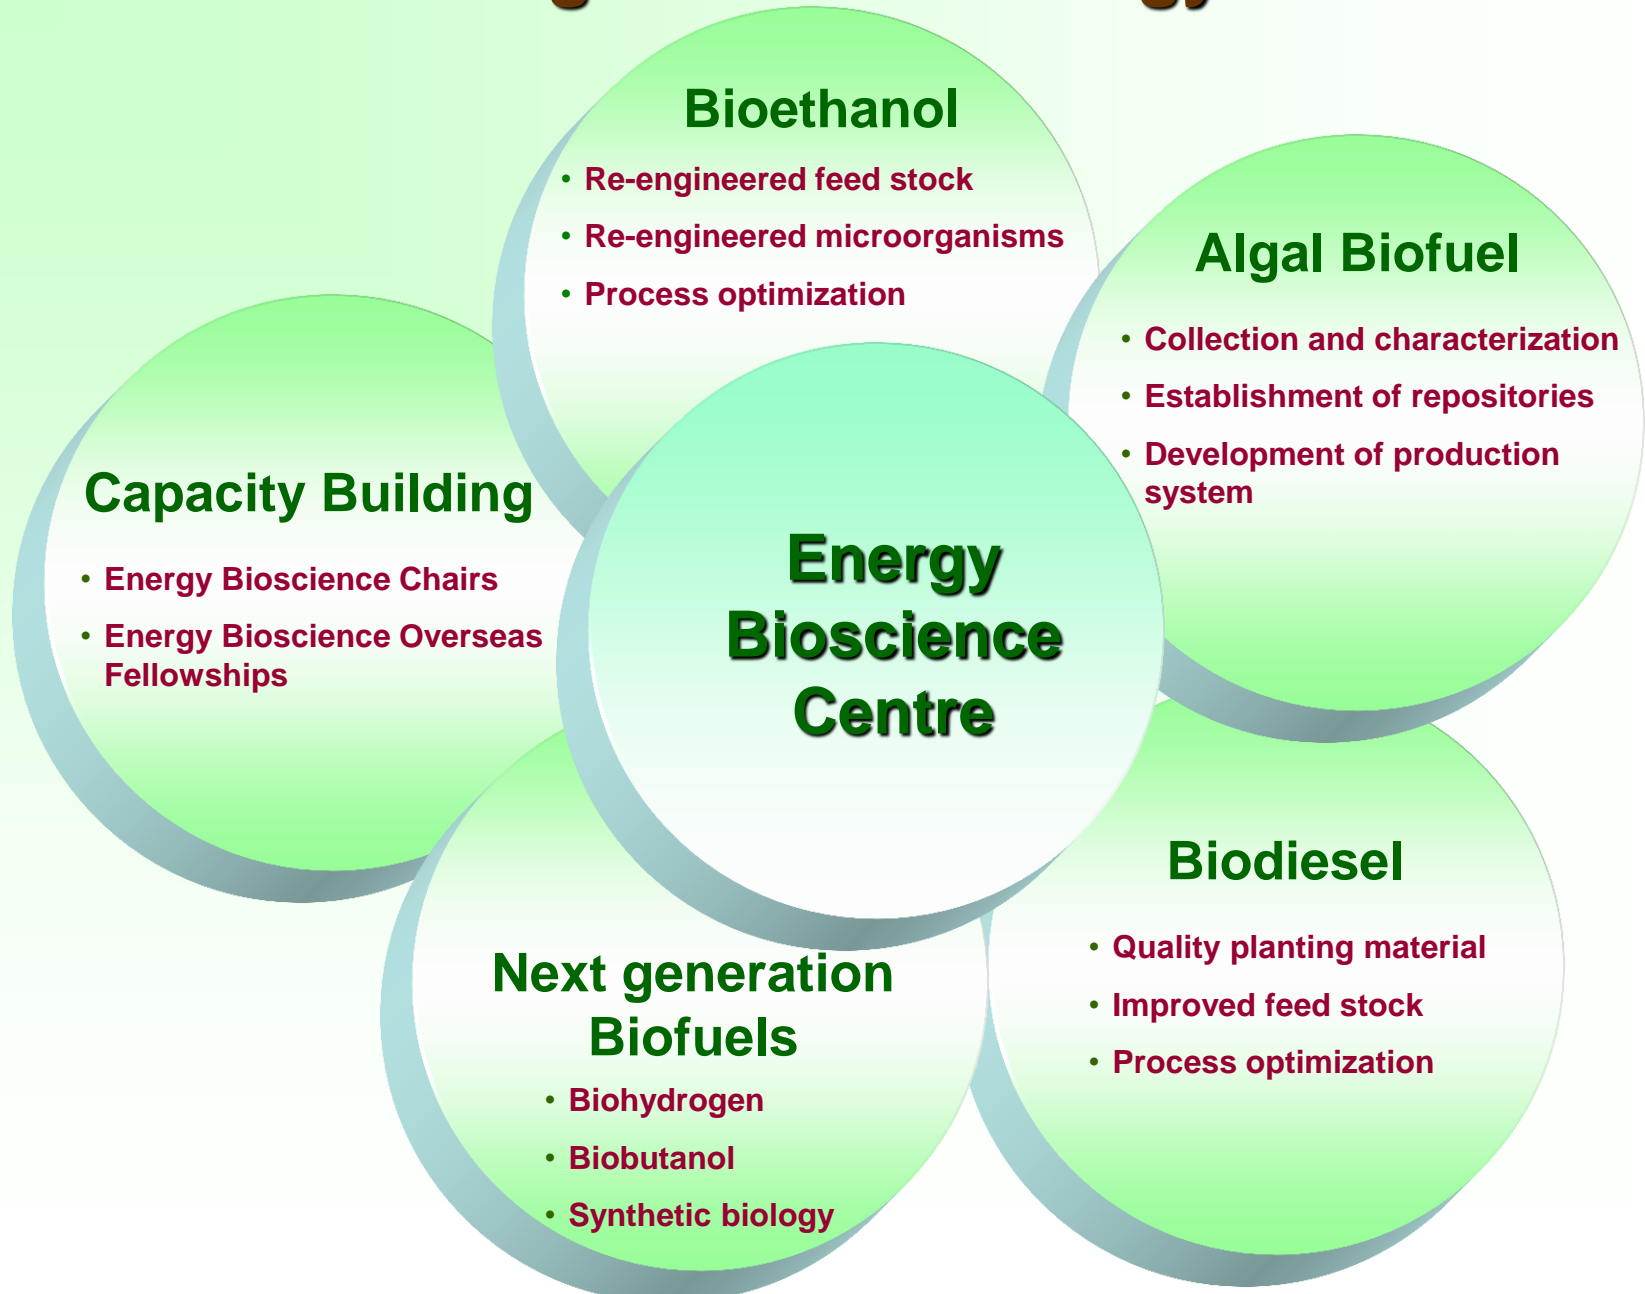 Bioethanol
• Re-engineered feed stock
• Re-engineered microorganisms
• Process optimization
Algal Biofuel
• Collection and characterization
• Establishment of repositories
• Development of production
system
Capacity Building
• Energy Bioscience Chairs
• Energy Bioscience Overseas
Fellowships
Energy
Bioscience
Centre
Biodiesel
• Quality planting material
• Improved feed stock
• Process optimization
Next generation
Biofuels
• Biohydrogen
• Biobutanol
• Synthetic biology